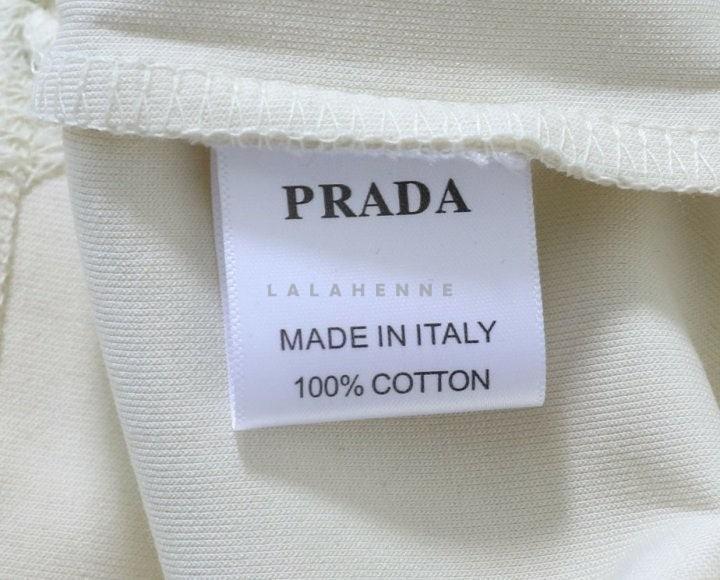 PRADA
LALAHENNE
MADE IN ITALY
100% COTTON